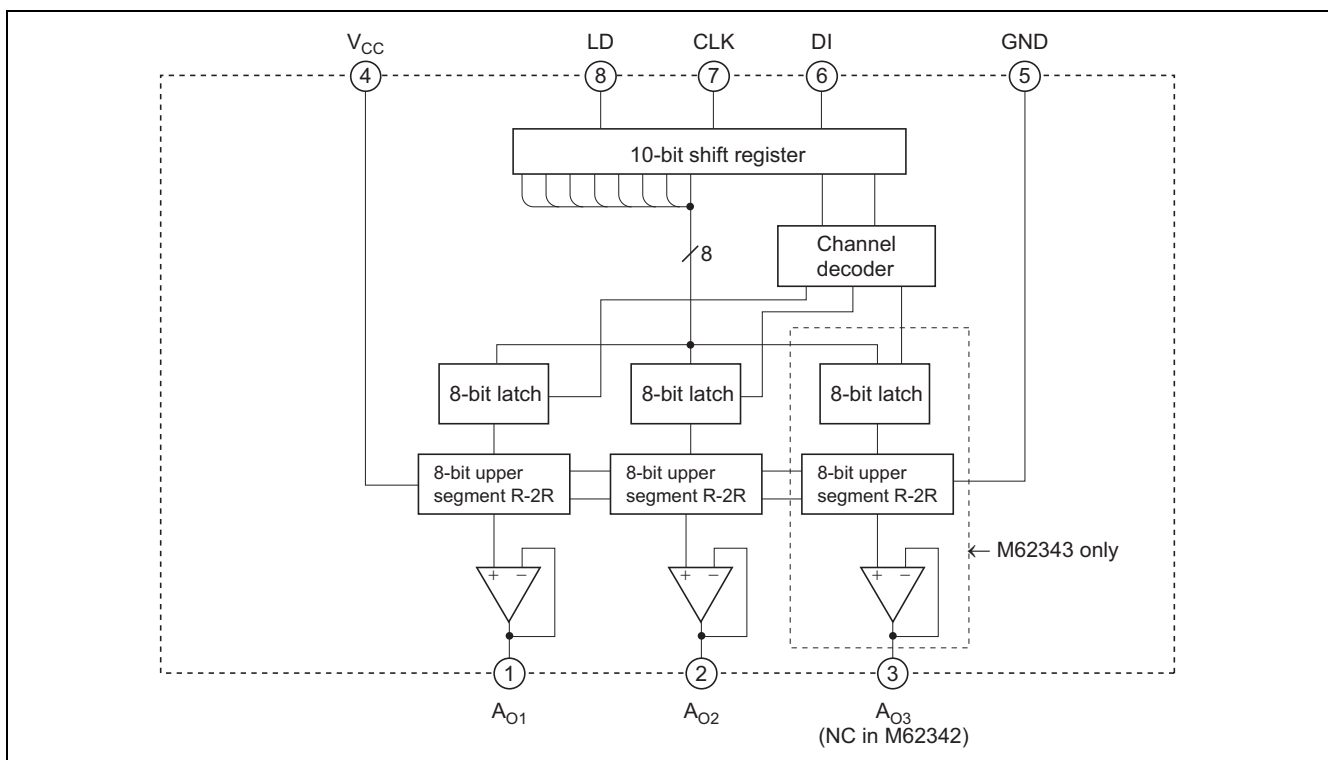 VCC
LD
CLK
DI
GND
4
8
7
6
5
10-bit shift register
8
Channel
decoder
8-bit latch
8-bit latch
8-bit latch
8-bit upper
segment R-2R
8-bit upper
segment R-2R
8-bit upper
segment R-2R
← M62343 only
+ −
+ −
+ −
1
2
3
AO1
AO2
AO3
(NC in M62342)